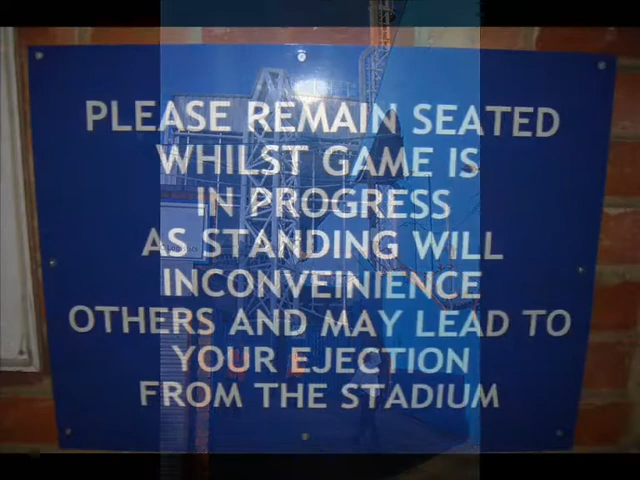 PLEASE REMAIN SEATED
WHILST GAME IS
IN PROGRESS
AS STANDING WILL
INCONVEINIENCE
OTHERS AND MAY LEAD TO
YOUR EJECTION
FROM THE STADIUM